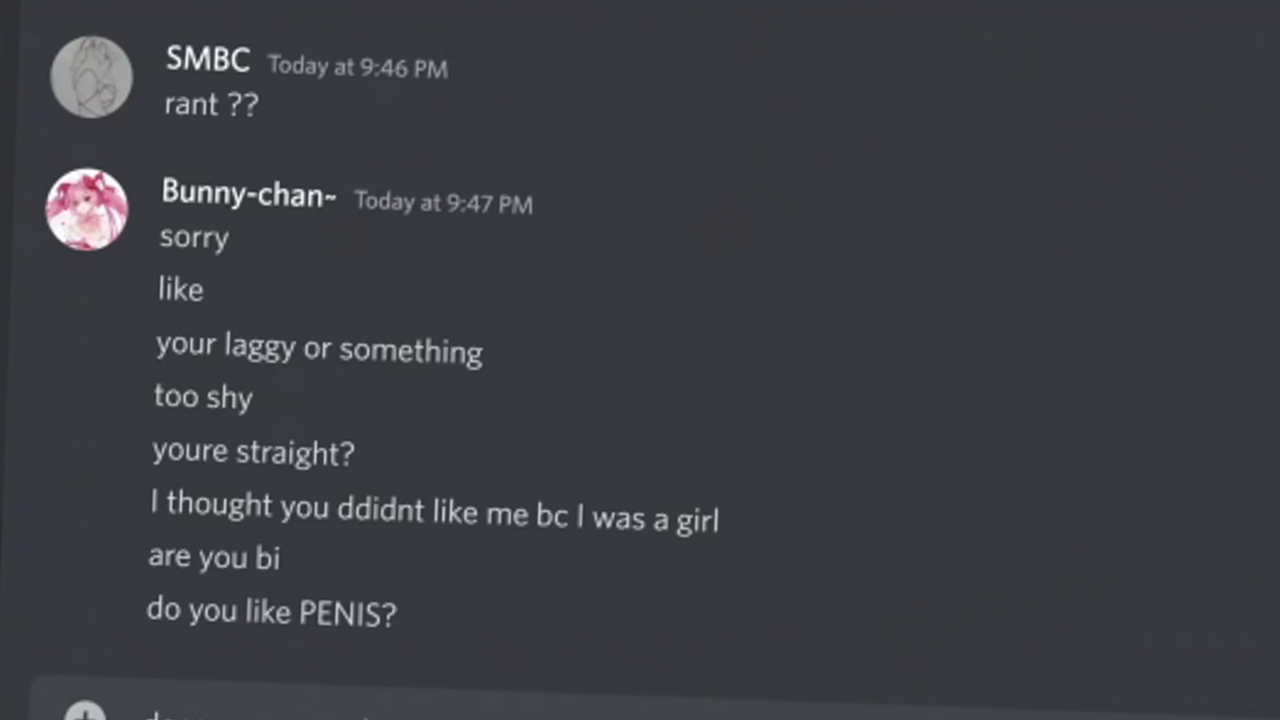 SMBC Today at 9:46 PM
rant ??
Bunny-chan~ Today at 9:47 PM
sorry
like
your laggy or something
too shy
youre straight?
I thought you ddidnt like me bc I was a girl
are you bi
do you like PENIS?